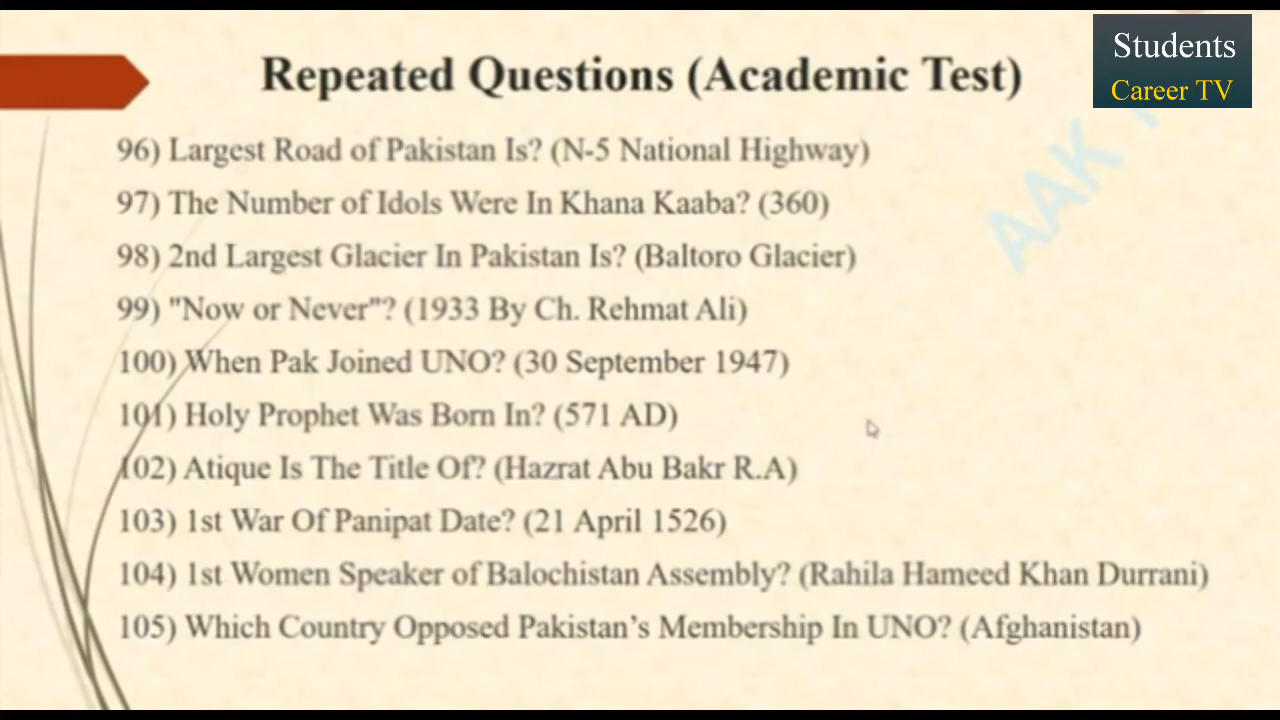 Students
Career TV
Repeated Questions (Academic Test)
96) Largest Road of Pakistan Is? (N-5 National Highway)
97) The Number of Idols Were In Khana Kaaba? (360)
98) 2nd Largest Glacier In Pakistan Is? (Baltoro Glacier)
99) "Now or Never"? (1933 By Ch. Rehmat Ali)
100) When Pak Joined UNO? (30 September 1947)
101) Holy Prophet Was Born In? (571 AD)
102) Atique Is The Title Of? (Hazrat Abu Bakr R.A)
103) 1st War Of Panipat Date? (21 April 1526)
104) 1st Women Speaker of Balochistan Assembly? (Rahila Hameed Khan Durrani)
105) Which Country Opposed Pakistan’s Membership In UNO? (Afghanistan)
AAK